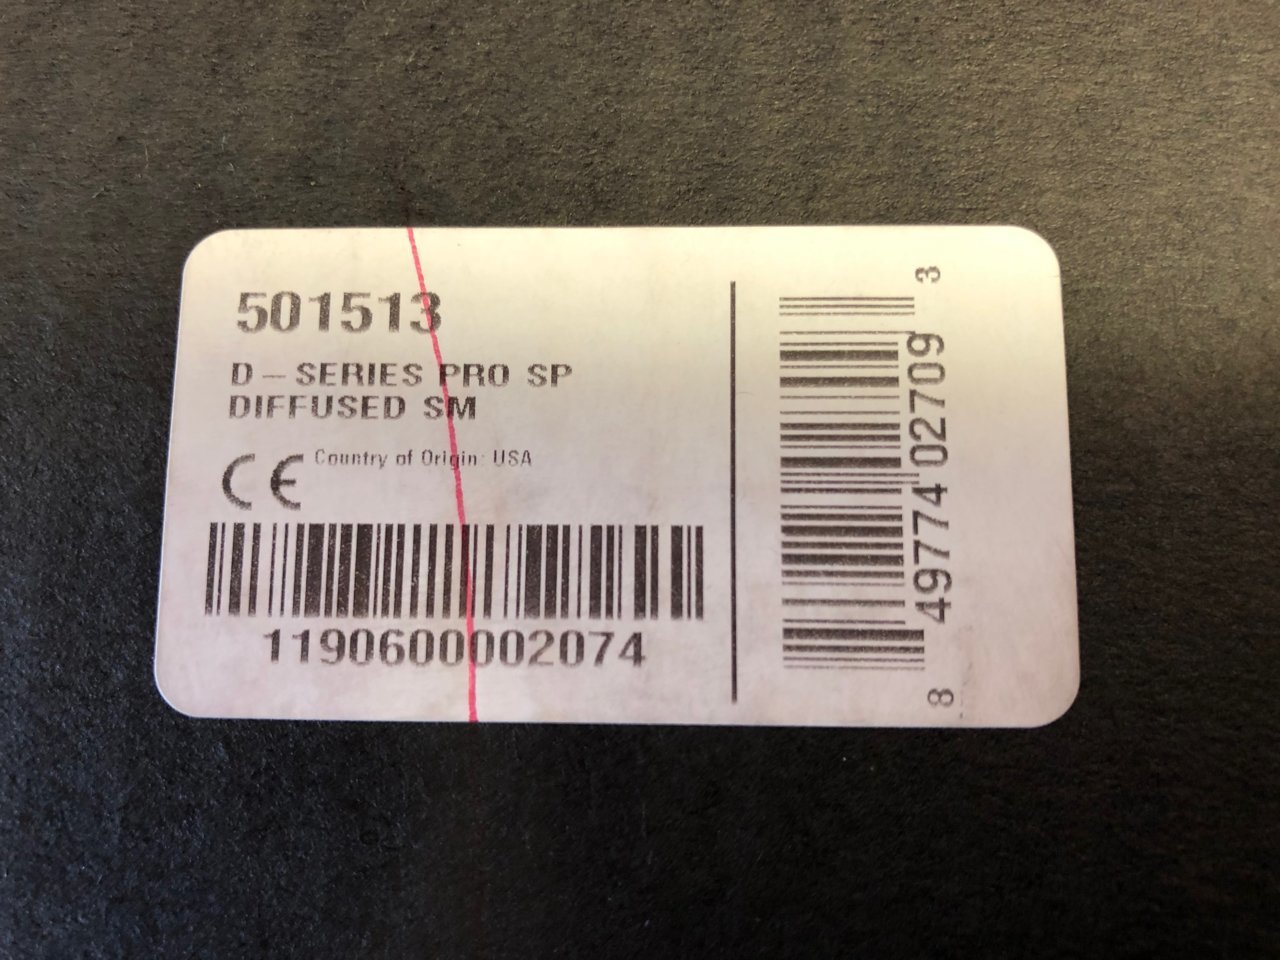 501513
D-SERIES PRO SP
DIFFUSED SM
CE Country of Origin: USA
1190600002074
8 49774 02709 3